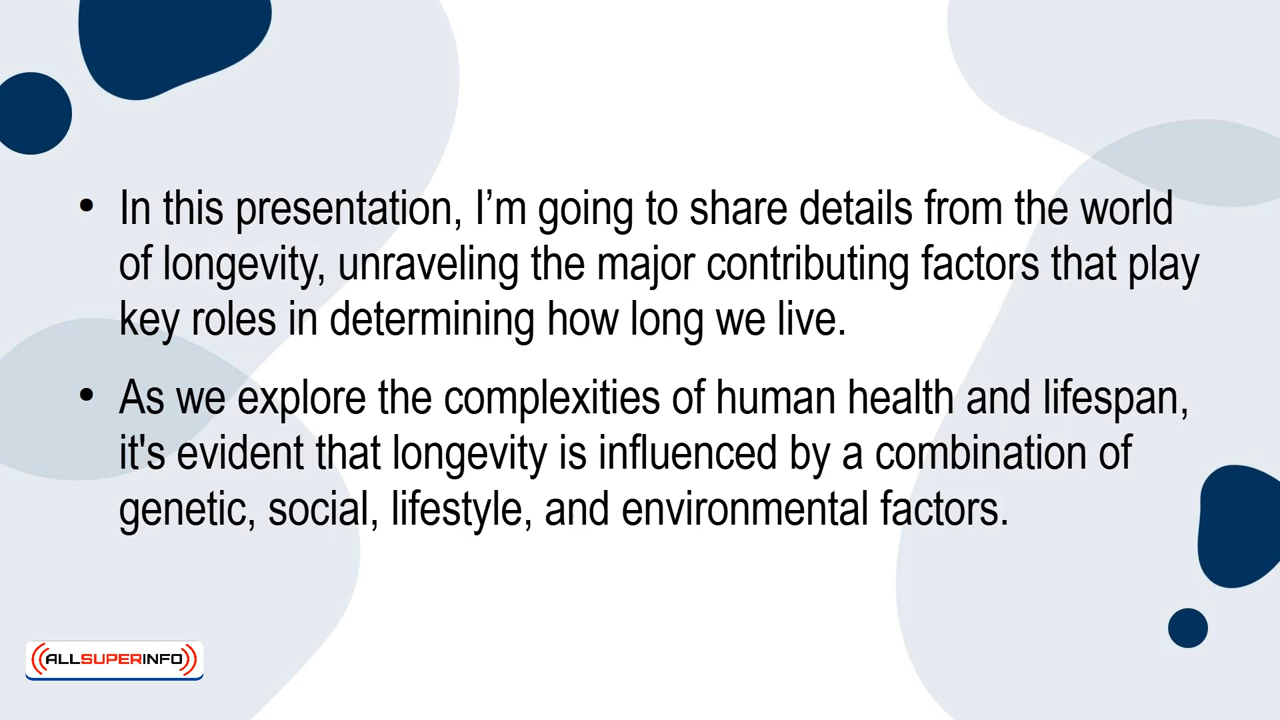 • In this presentation, I’m going to share details from the world
of longevity, unraveling the major contributing factors that play
key roles in determining how long we live.
• As we explore the complexities of human health and lifespan,
it's evident that longevity is influenced by a combination of
genetic, social, lifestyle, and environmental factors.
ALLSUPERINFO